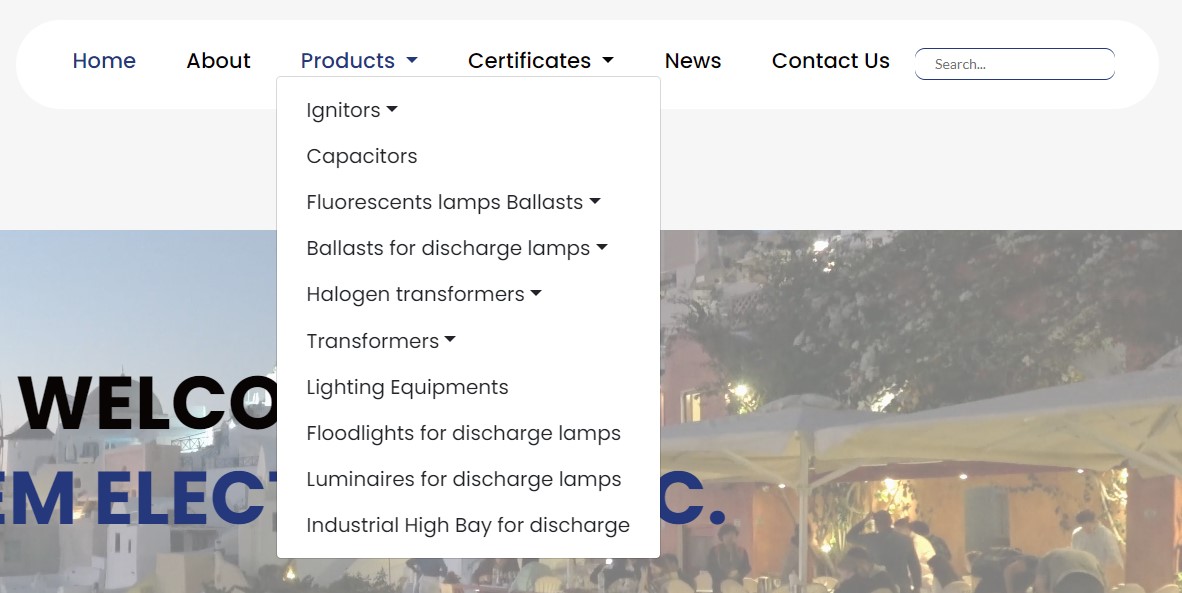 Home About Products Certificates News Contact Us Search...
Ignitors
Capacitors
Fluorescents lamps Ballasts
Ballasts for discharge lamps
Halogen transformers
Transformers
Lighting Equipments
Floodlights for discharge lamps
Luminaires for discharge lamps
Industrial High Bay for discharge
WELCO
EM ELECT C.